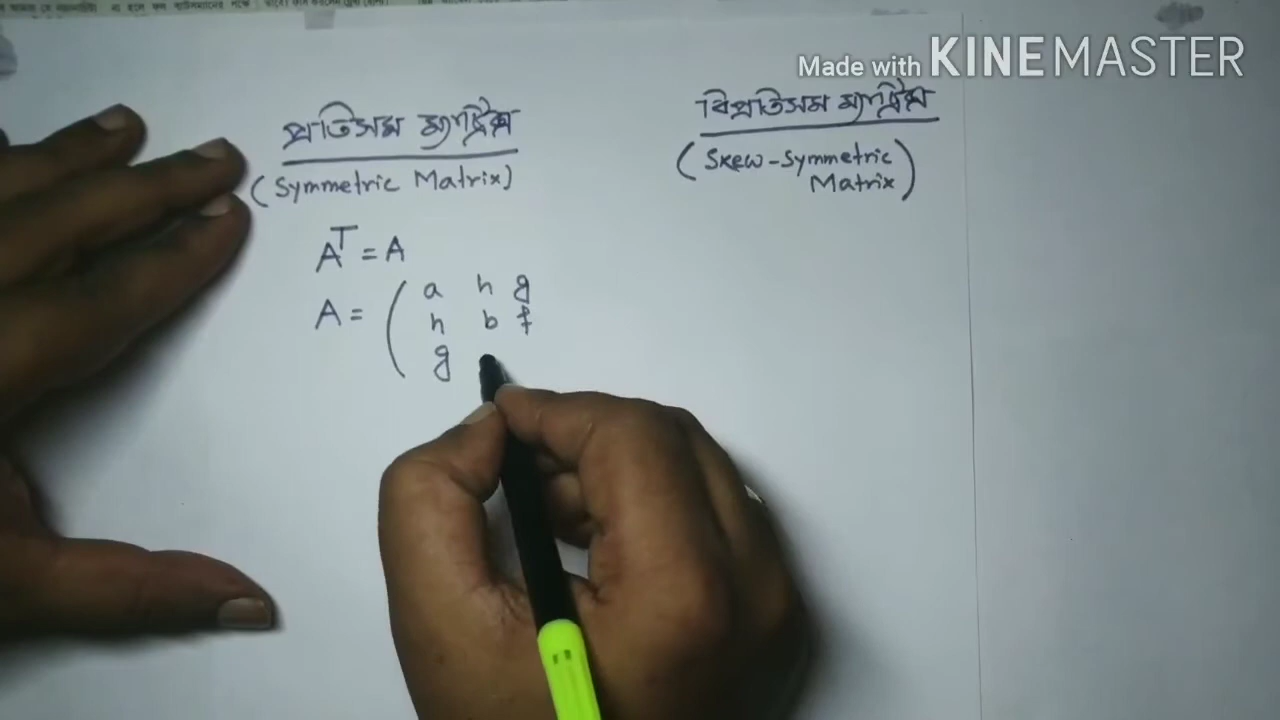 Made with KINEMASTER
প্রতিসম ম্যাট্রিক্স
(Symmetric Matrix)
বিপ্রতিসম ম্যাট্রিক্স
(Skew-Symmetric
Matrix)
Aᵀ = A
A = ( a h g
h b f
g